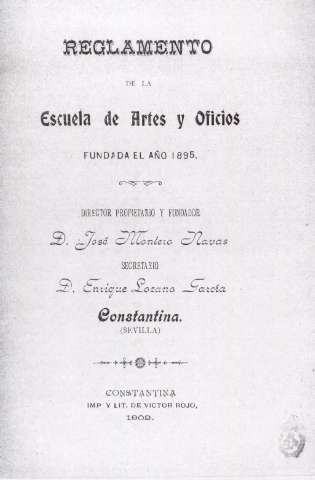 REGLAMENTO
DE LA
Escuela de Artes y Oficios
FUNDADA EL AÑO 1895.
DIRECTOR PROPIETARIO Y FUNDADOR
D. José Montero Navas
SECRETARIO
D. Enrique Lozano García
Constantina.
(SEVILLA)
CONSTANTINA
IMP Y LIT. DE VICTOR ROJO,
1902.